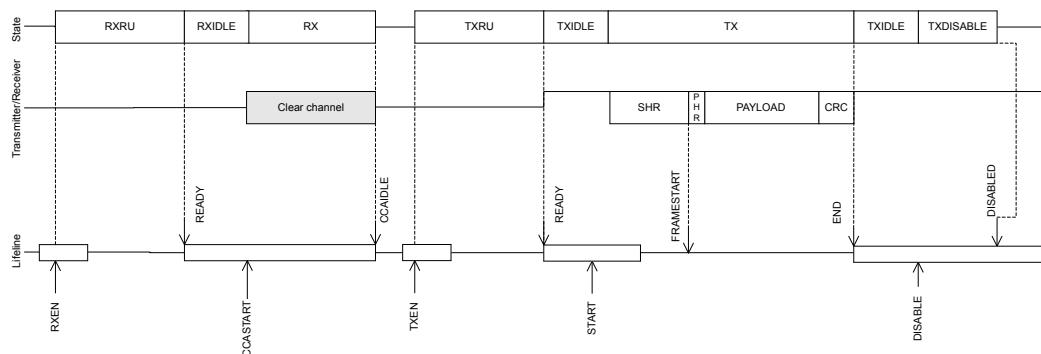 State
RXRU
RXIDLE
RX
TXRU
TXIDLE
TX
TXIDLE
TXDISABLE
Transmitter/Receiver
Clear channel
SHR
PHR
PAYLOAD
CRC
READY
CCAIDLE
READY
FRAMESTART
END
DISABLED
Lifeline
RXEN
CCASTART
TXEN
START
DISABLE